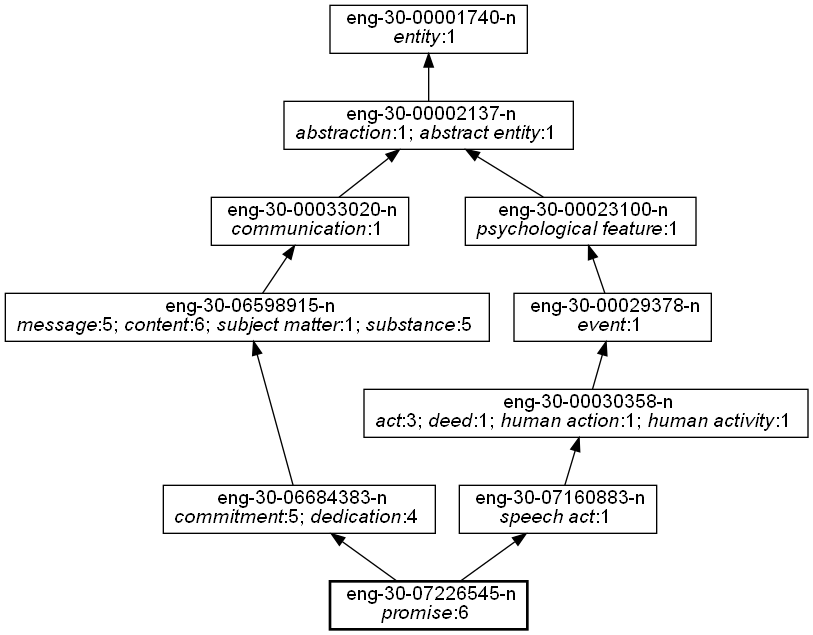 eng-30-00001740-n
entity:1
eng-30-00002137-n
abstraction:1; abstract entity:1
eng-30-00033020-n
communication:1
eng-30-00023100-n
psychological feature:1
eng-30-06598915-n
message:5; content:6; subject matter:1; substance:5
eng-30-00029378-n
event:1
eng-30-00030358-n
act:3; deed:1; human action:1; human activity:1
eng-30-06684383-n
commitment:5; dedication:4
eng-30-07160883-n
speech act:1
eng-30-07226545-n
promise:6